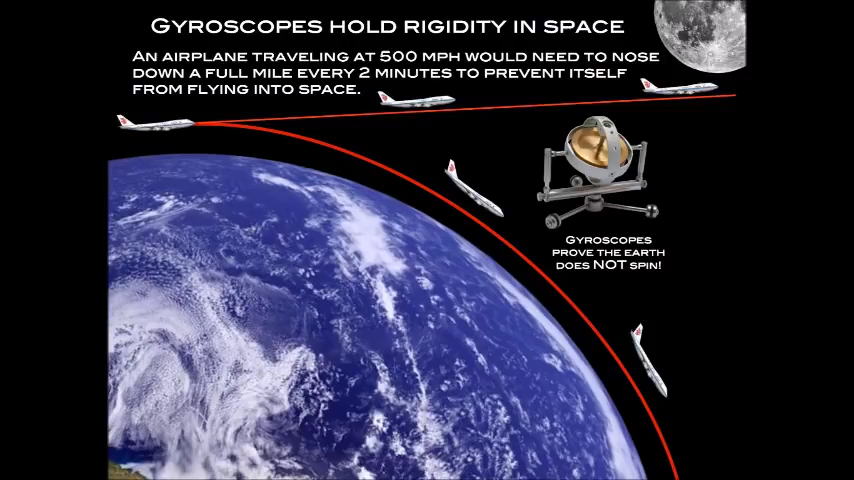 Gyroscopes hold rigidity in space
An airplane traveling at 500 mph would need to nose
down a full mile every 2 minutes to prevent itself
from flying into space.
Gyroscopes
prove the earth
does NOT spin!